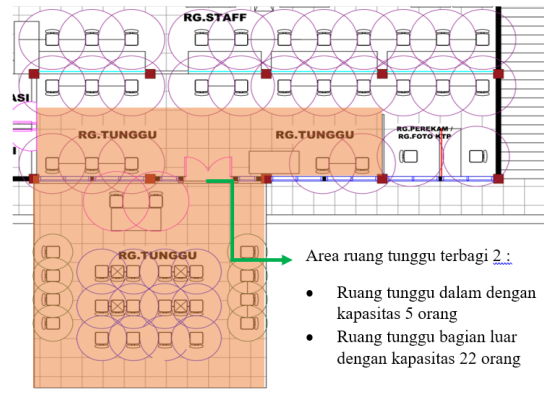 RG.STAFF
ASI
RG.TUNGGU
RG.TUNGGU
RG.PEREKAM /
RG.FOTO KTP
RG.TUNGGU
Area ruang tunggu terbagi 2 :
• Ruang tunggu dalam dengan
kapasitas 5 orang
• Ruang tunggu bagian luar
dengan kapasitas 22 orang